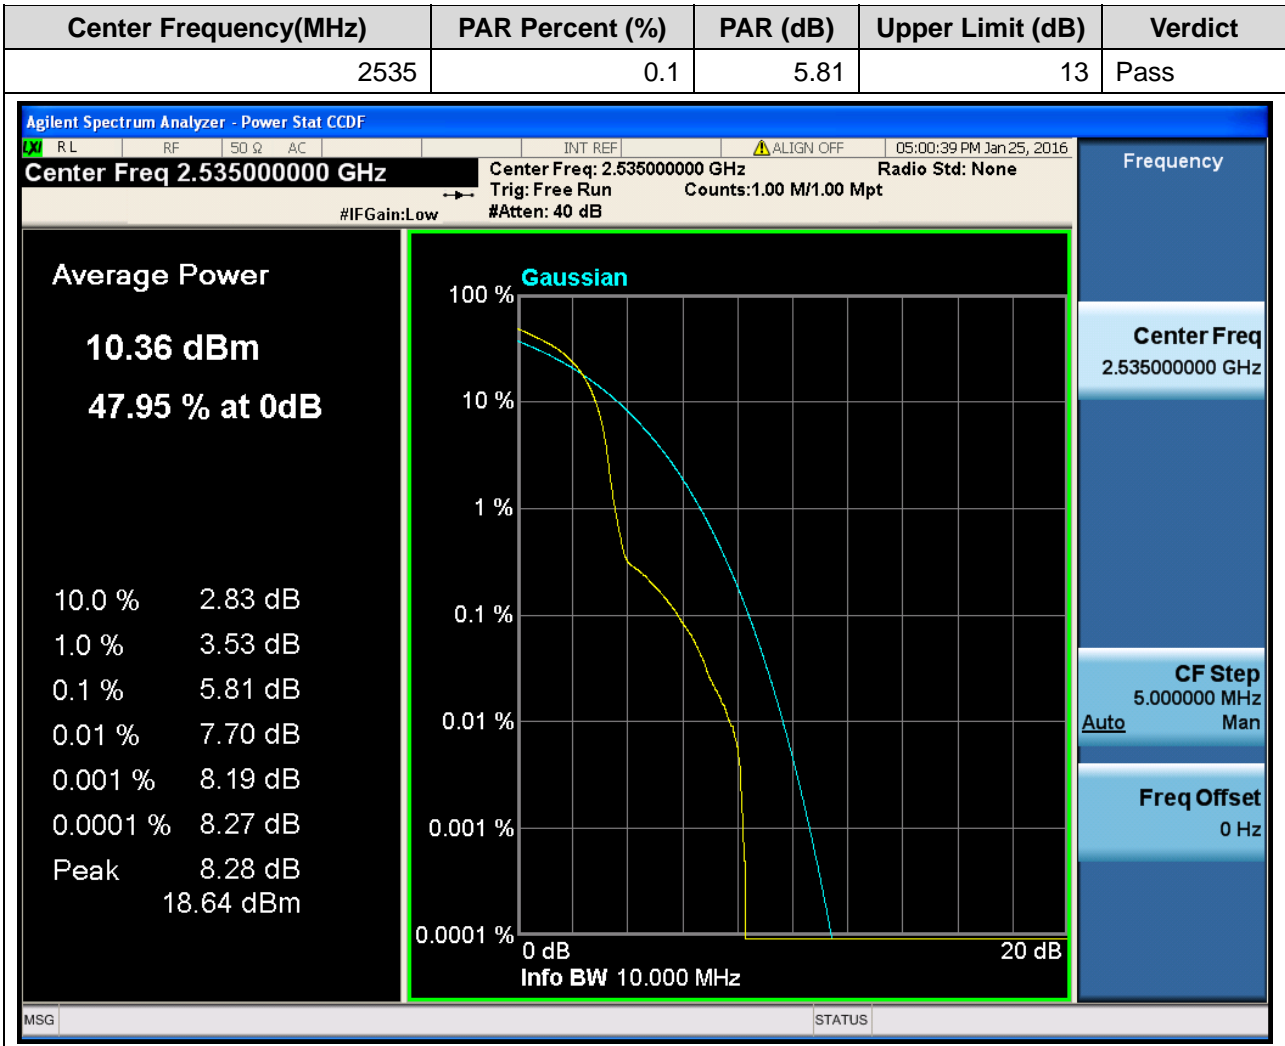 Center Frequency(MHz) PAR Percent (%) PAR (dB) Upper Limit (dB) Verdict
2535 0.1 5.81 13 Pass
Agilent Spectrum Analyzer - Power Stat CCDF
LXI RL RF 50 Ω AC INT REF ALIGN OFF 05:00:39 PM Jan 25, 2016
Center Freq 2.535000000 GHz
Center Freq: 2.535000000 GHz Radio Std: None
Trig: Free Run Counts:1.00 M/1.00 Mpt
#IFGain:Low #Atten: 40 dB
Frequency
Average Power
10.36 dBm
47.95 % at 0dB
10.0 % 2.83 dB
1.0 % 3.53 dB
0.1 % 5.81 dB
0.01 % 7.70 dB
0.001 % 8.19 dB
0.0001 % 8.27 dB
Peak 8.28 dB
18.64 dBm
Gaussian
100 %
10 %
1 %
0.1 %
0.01 %
0.001 %
0.0001 %
0 dB 20 dB
Info BW 10.000 MHz
Center Freq
2.535000000 GHz
CF Step
5.000000 MHz
Auto Man
Freq Offset
0 Hz
MSG STATUS